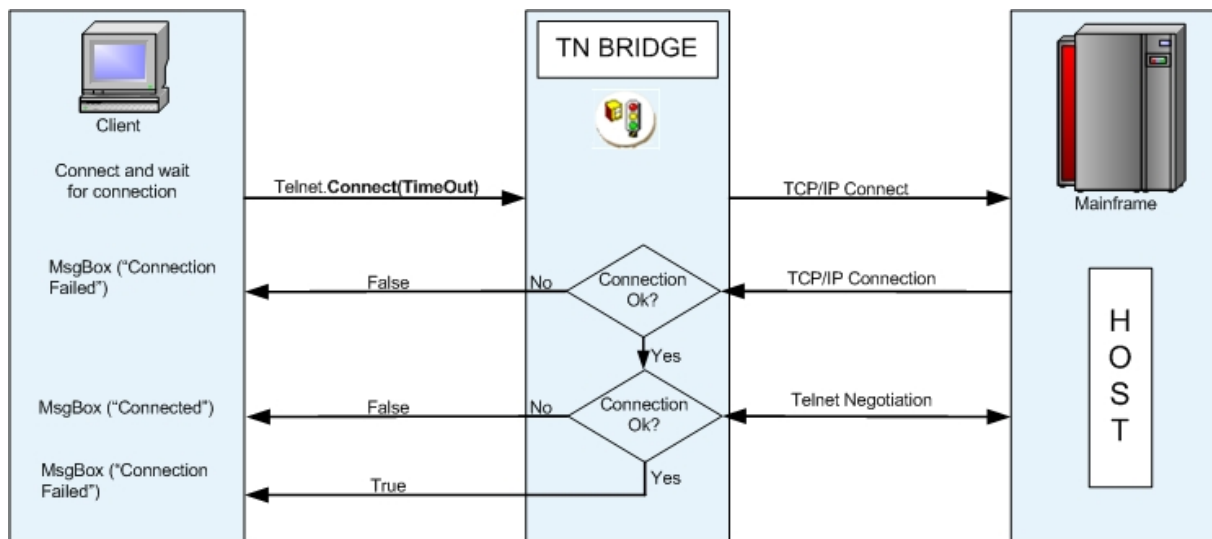 TN BRIDGE
Client
Mainframe
Connect and wait
for connection
Telnet.Connect(TimeOut)
TCP/IP Connect
MsgBox (“Connection
Failed”)
False
No
Connection
Ok?
TCP/IP Connection
Yes
MsgBox (“Connected”)
False
No
Connection
Ok?
Telnet Negotiation
MsgBox (“Connection
Failed”)
True
Yes
H
O
S
T